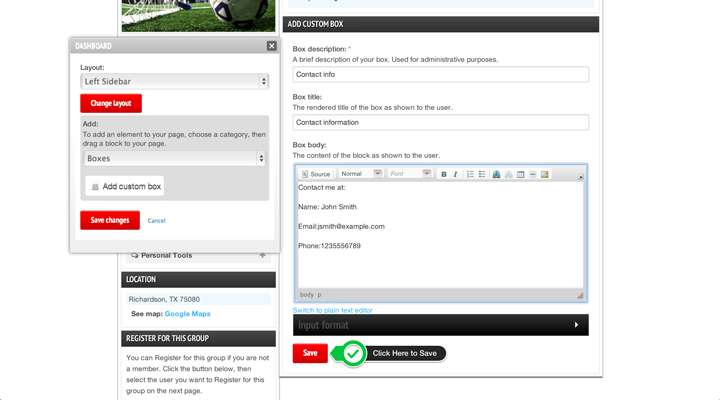 DASHBOARD
Layout:
Left Sidebar
Change layout
Add:
To add an element to your page, choose a category, then
drag a block to your page.
Boxes
Add custom box
Save changes
Cancel
Personal Tools
LOCATION
Richardson, TX 75080
See map: Google Maps
REGISTER FOR THIS GROUP
You can Register for this group if you are not
a member. Click the button below, then
select the user you want to Register for this
group on the next page.
ADD CUSTOM BOX
Box description: *
A brief description of your box. Used for administrative purposes.
Contact info
Box title:
The rendered title of the box as shown to the user.
Contact information
Box body:
The content of the block as shown to the user.
Source Normal Font B I
Contact me at:
Name: John Smith
Email:jsmith@example.com
Phone:1235556789
body p
Switch to plain text editor
Input format
Save
Click Here to Save